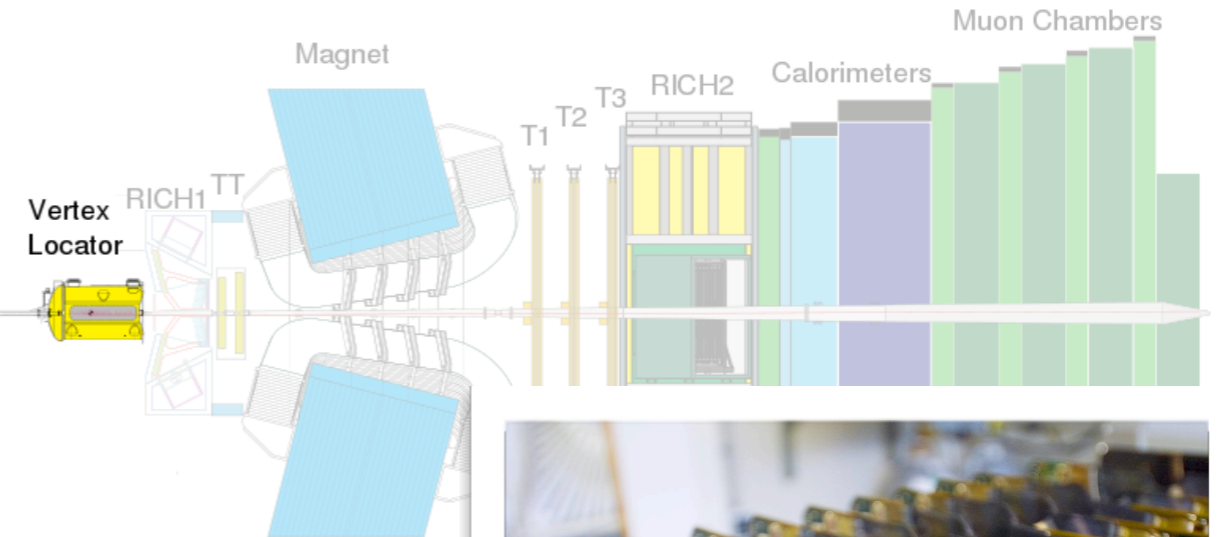 Muon Chambers
Magnet
Calorimeters
RICH2
T3
T2
T1
TT
RICH1
Vertex
Locator